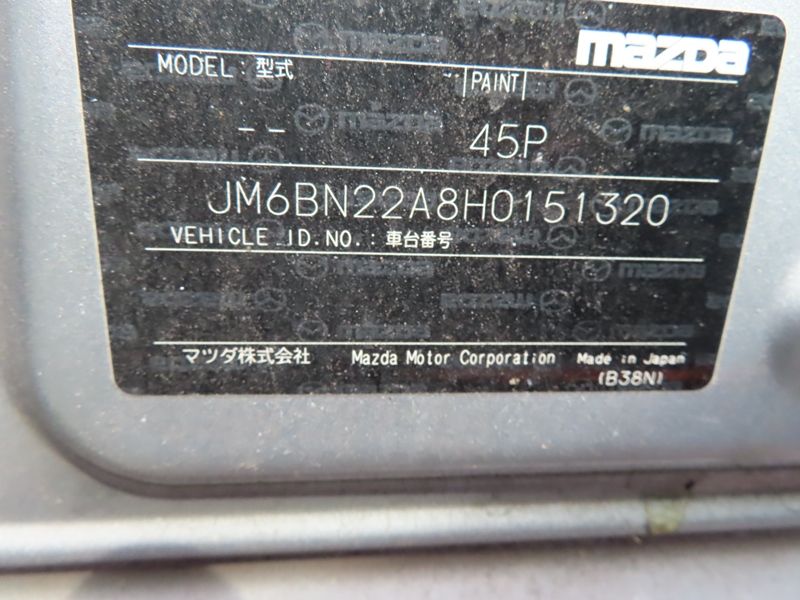 mazda
MODEL: 型式 PAINT
-- 45P
JM6BN22A8H0151320
VEHICLE ID.NO.: 車台番号
マツダ株式会社 Mazda Motor Corporation Made in Japan
(B38N)